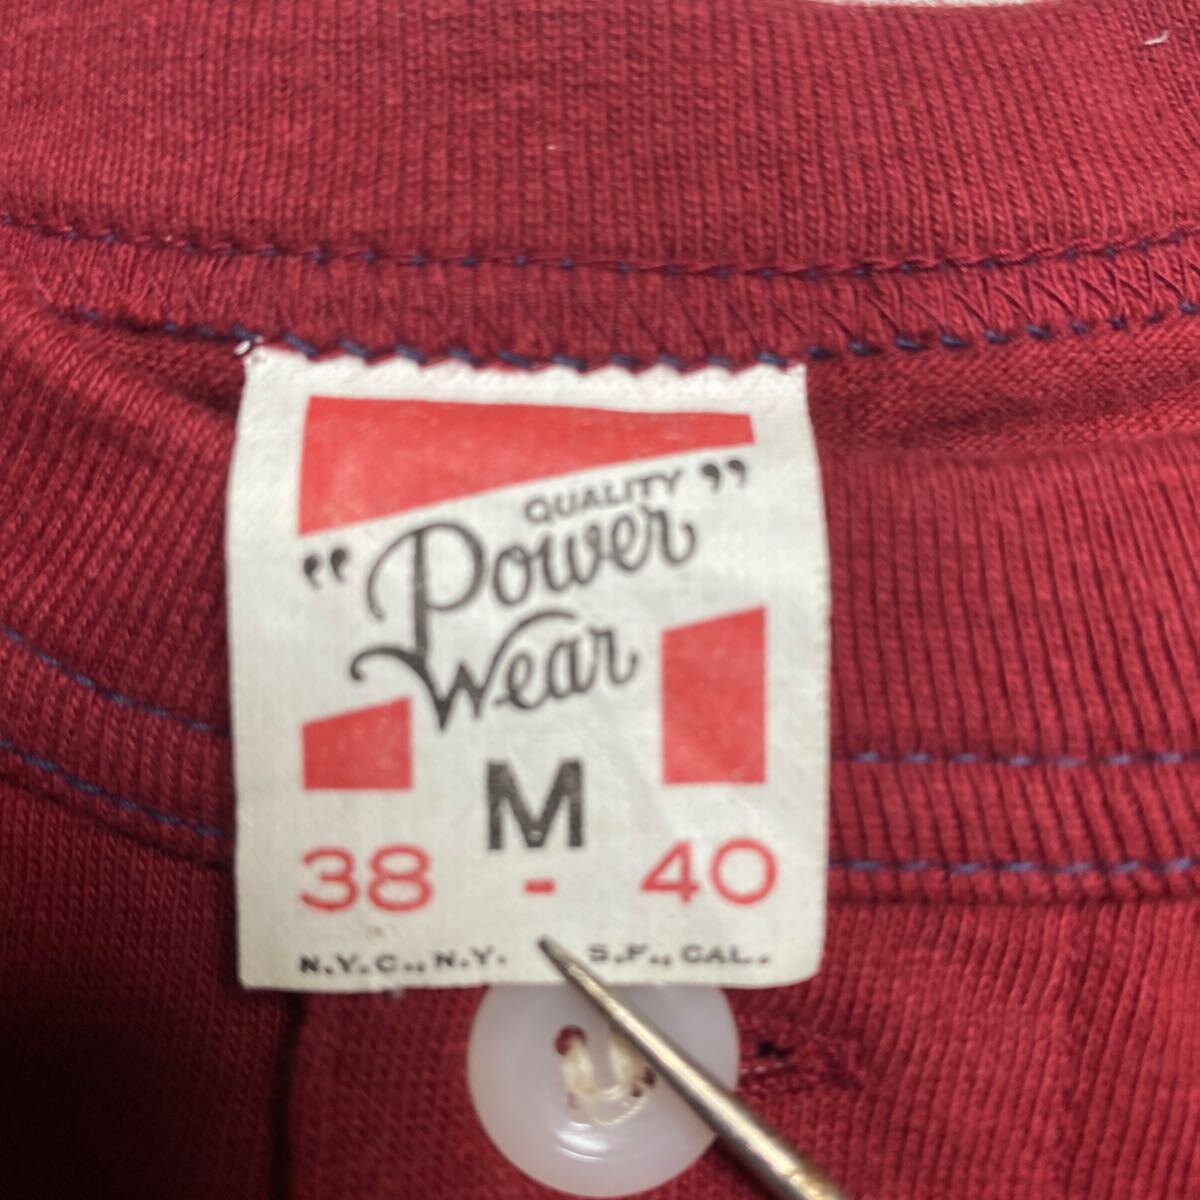 QUALITY ”
“ Power
Wear
M
38 - 40
N.Y.C., N.Y. S.F., CAL.